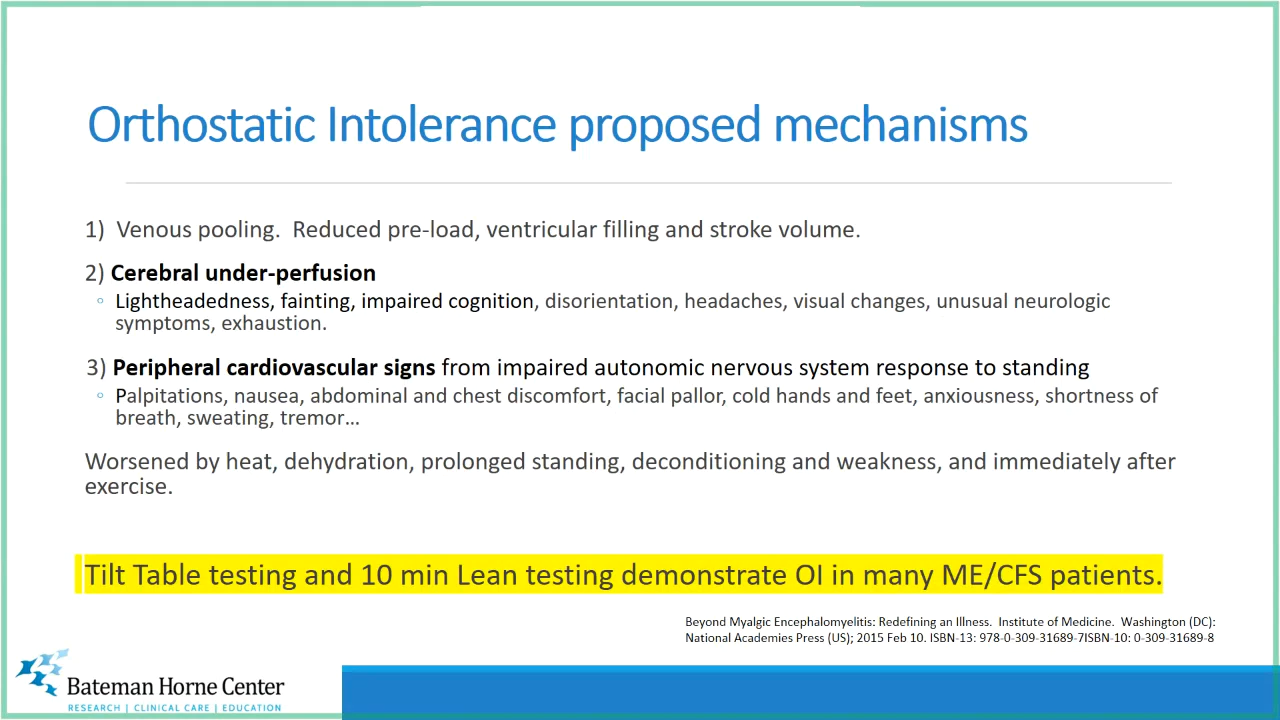 Orthostatic Intolerance proposed mechanisms
1) Venous pooling. Reduced pre-load, ventricular filling and stroke volume.
2) Cerebral under-perfusion
◦ Lightheadedness, fainting, impaired cognition, disorientation, headaches, visual changes, unusual neurologic
symptoms, exhaustion.
3) Peripheral cardiovascular signs from impaired autonomic nervous system response to standing
◦ Palpitations, nausea, abdominal and chest discomfort, facial pallor, cold hands and feet, anxiousness, shortness of
breath, sweating, tremor…
Worsened by heat, dehydration, prolonged standing, deconditioning and weakness, and immediately after
exercise.
Tilt Table testing and 10 min Lean testing demonstrate OI in many ME/CFS patients.
Beyond Myalgic Encephalomyelitis: Redefining an Illness. Institute of Medicine. Washington (DC):
National Academies Press (US); 2015 Feb 10. ISBN-13: 978-0-309-31689-7ISBN-10: 0-309-31689-8
Bateman Horne Center
RESEARCH | CLINICAL CARE | EDUCATION